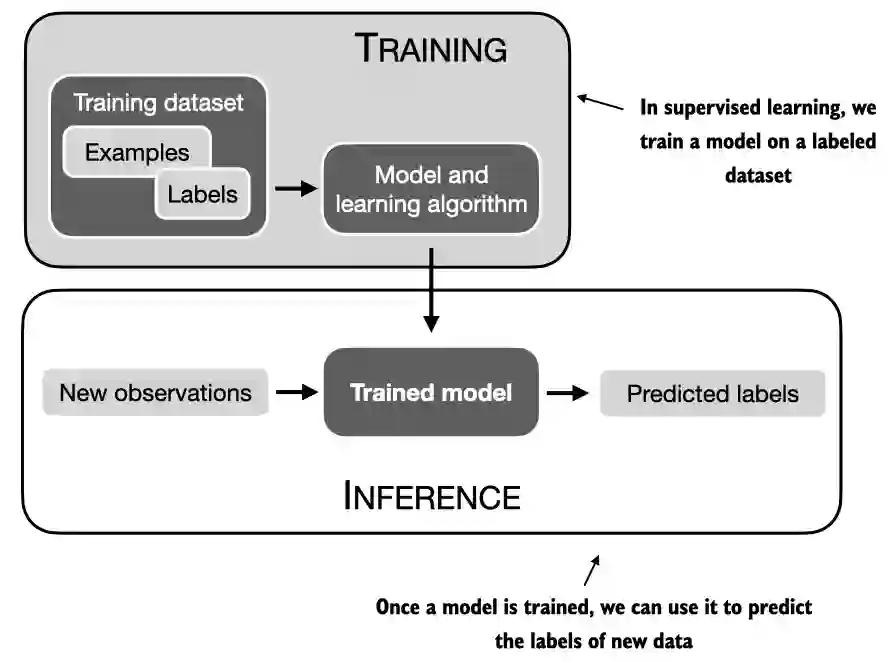 TRAINING
Training dataset
Examples
Labels
Model and
learning algorithm
In supervised learning, we
train a model on a labeled
dataset
New observations
Trained model
Predicted labels
INFERENCE
Once a model is trained, we can use it to predict
the labels of new data